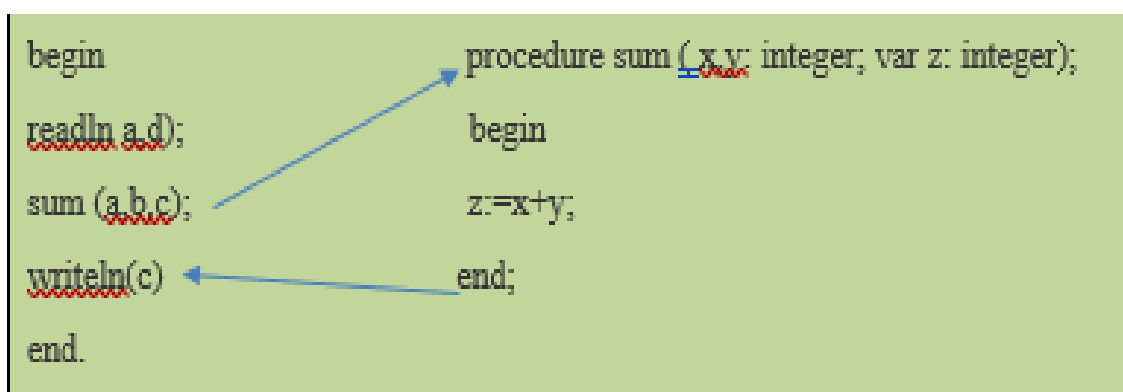 begin
readln a,d);
sum (a,b,c);
writeln(c)
end.
procedure sum ( x,y: integer; var z: integer);
begin
z:=x+y;
end;